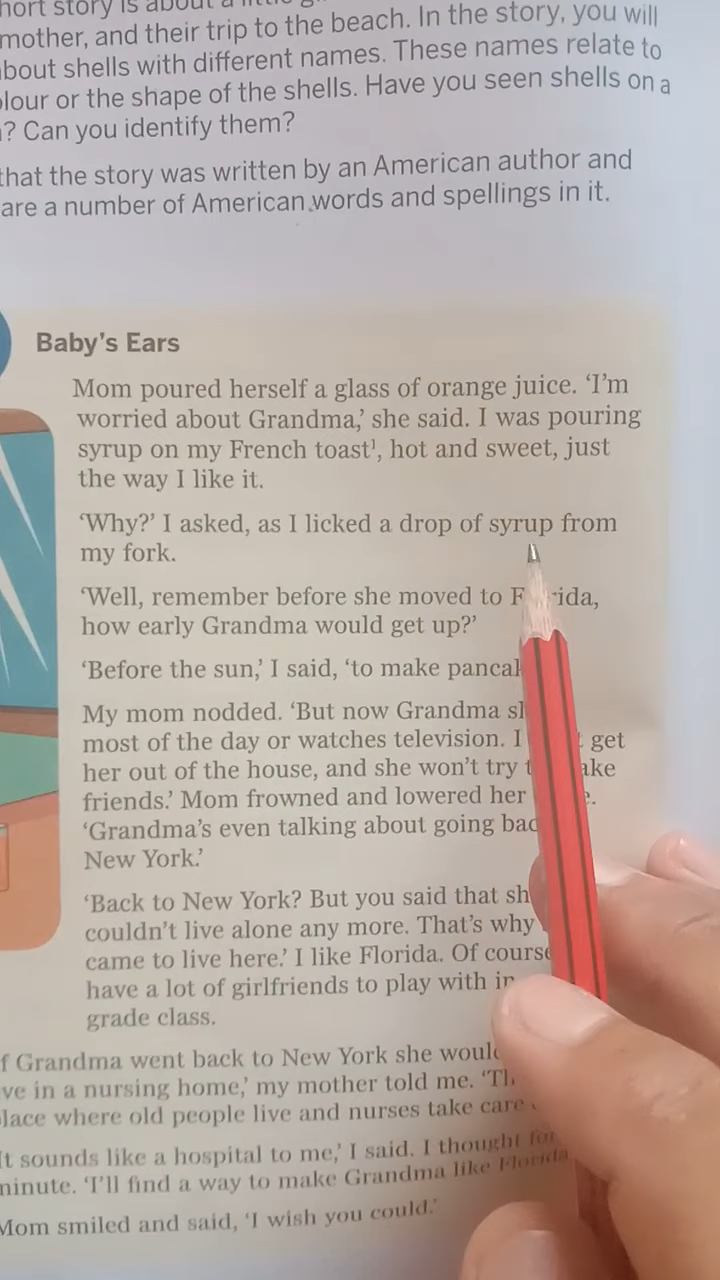 hort story is about a
mother, and their trip to the beach. In the story, you will
bout shells with different names. These names relate to
lour or the shape of the shells. Have you seen shells on a
? Can you identify them?
that the story was written by an American author and
are a number of American words and spellings in it.
Baby's Ears
Mom poured herself a glass of orange juice. 'I'm
worried about Grandma,' she said. I was pouring
syrup on my French toast¹, hot and sweet, just
the way I like it.
'Why?' I asked, as I licked a drop of syrup from
my fork.
'Well, remember before she moved to F rida,
how early Grandma would get up?'
'Before the sun,' I said, 'to make pancak
My mom nodded. 'But now Grandma sl
most of the day or watches television. I get
her out of the house, and she won't try t ake
friends.' Mom frowned and lowered her e.
'Grandma's even talking about going bac
New York.'
'Back to New York? But you said that sh
couldn't live alone any more. That's why
came to live here.' I like Florida. Of course
have a lot of girlfriends to play with in
grade class.
f Grandma went back to New York she would
ve in a nursing home,' my mother told me. 'Th
lace where old people live and nurses take care
t sounds like a hospital to me,' I said. I thought for
minute. 'I'll find a way to make Grandma like Florida
Mom smiled and said, 'I wish you could.'